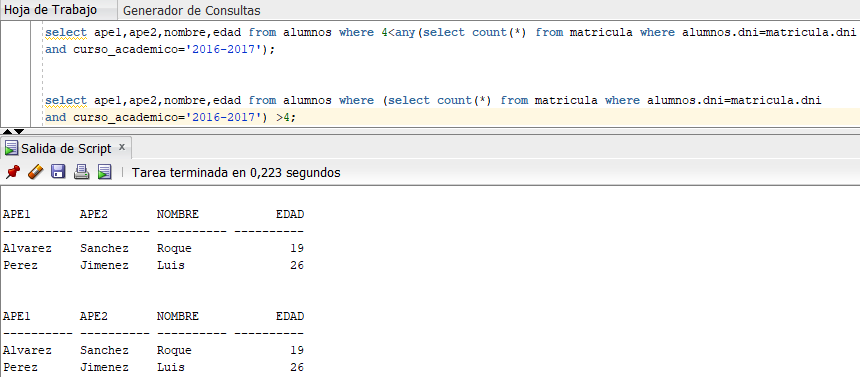 Hoja de Trabajo Generador de Consultas
select ape1,ape2,nombre,edad from alumnos where 4<any(select count(*) from matricula where alumnos.dni=matricula.dni
and curso_academico='2016-2017');
select ape1,ape2,nombre,edad from alumnos where (select count(*) from matricula where alumnos.dni=matricula.dni
and curso_academico='2016-2017') >4;
Salida de Script x
Tarea terminada en 0,223 segundos
APE1 APE2 NOMBRE EDAD
---------- ---------- ---------- ----------
Alvarez Sanchez Roque 19
Perez Jimenez Luis 26
APE1 APE2 NOMBRE EDAD
---------- ---------- ---------- ----------
Alvarez Sanchez Roque 19
Perez Jimenez Luis 26